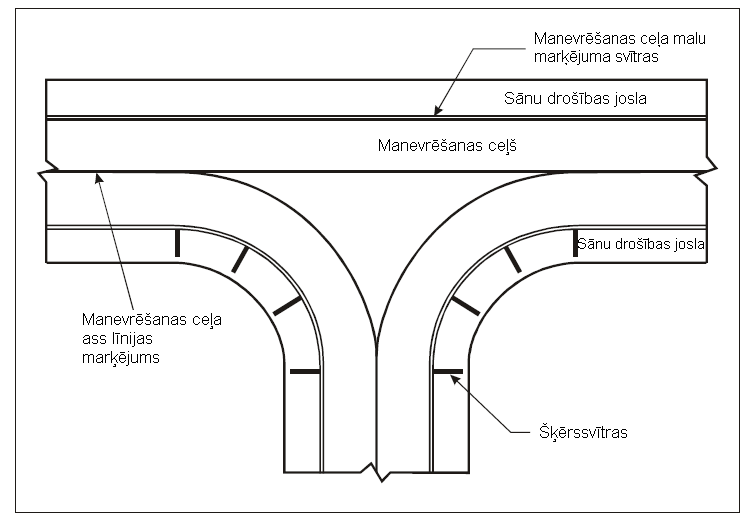 Manevrēšanas ceļa malu
marķējuma svītras
Sānu drošības josla
Manevrēšanas ceļš
Sānu drošības josla
Manevrēšanas ceļa
ass līnijas
marķējums
Šķērssvītras